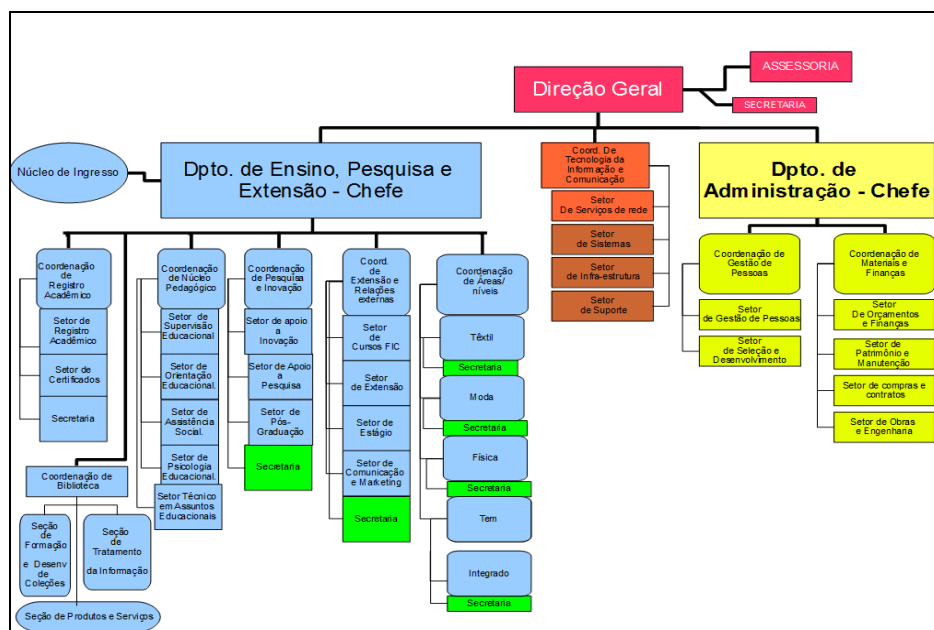 ASSESSORIA
Direção Geral
SECRETARIA
Núcleo de Ingresso
Dpto. de Ensino, Pesquisa e
Extensão - Chefe
Coord. De
Tecnologia da
Informação e
Comunicação
Setor
De Serviços de rede
Setor
de Sistemas
Setor
de Infra-estrutura
Setor
de Suporte
Dpto. de
Administração - Chefe
Coordenação
de
Registro
Acadêmico
Setor de
Registro
Acadêmico
Setor de
Certificados
Secretaria
Coordenação de
Biblioteca
Seção
de
Formação
e Desenv
de
Coleções
Seção
de
Tratamento
da Informação
Seção de Produtos e Serviços
Coordenação
de Núcleo
Pedagógico
Setor de
Supervisão
Educacional
Setor de
Orientação
Educacional.
Setor de
Assistência
Social.
Setor de
Psicologia
Educacional.
Setor Técnico
em Assuntos
Educacionais
Coordenação
de Pesquisa
e Inovação
Setor de apoio
a
Inovação
Setor de Apoio
a
Pesquisa
Setor de
Pós-
Graduação
Secretaria
Coord.
de
Extensão e
Relações
externas
Setor
de
Cursos FIC
Setor
de Extensão
Setor de
Estágio
Setor de
Comunicação
e Marketing
Secretaria
Coordenação
de Áreas/
níveis
Têxtil
Secretaria
Moda
Secretaria
Física
Secretaria
Tem
Integrado
Secretaria
Coordenação de
Gestão de
Pessoas
Setor
de Gestão de Pessoas
Setor
de Seleção e
Desenvolvimento
Coordenação
de Materiais e
Finanças
Setor
De Orçamentos
e Finanças
Setor de
Patrimônio e
Manutenção
Setor de compras e
contratos
Setor de Obras
e Engenharia